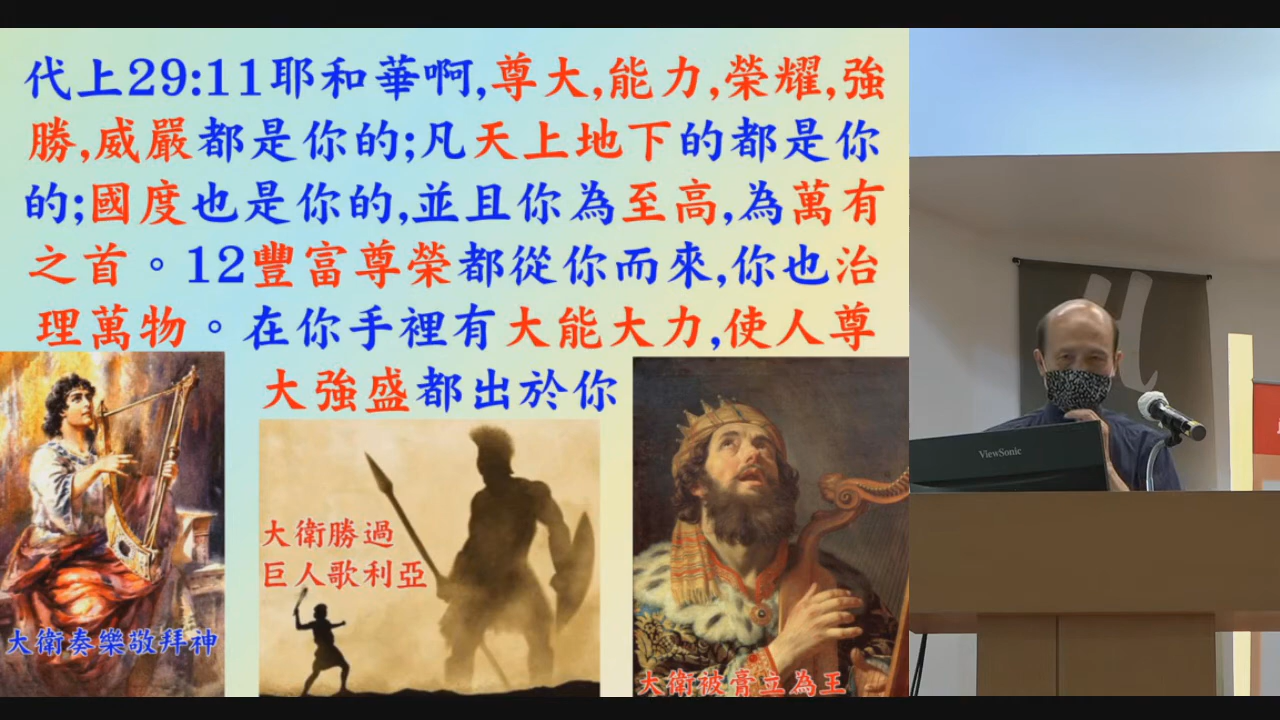 代上29:11耶和華啊,尊大,能力,榮耀,強
勝,威嚴都是你的;凡天上地下的都是你
的;國度也是你的,並且你為至高,為萬有
之首。12豐富尊榮都從你而來,你也治
理萬物。在你手裡有大能大力,使人尊
大強盛都出於你
大衛奏樂敬拜神
大衛勝過
巨人歌利亞
大衛被膏立為王
ViewSonic